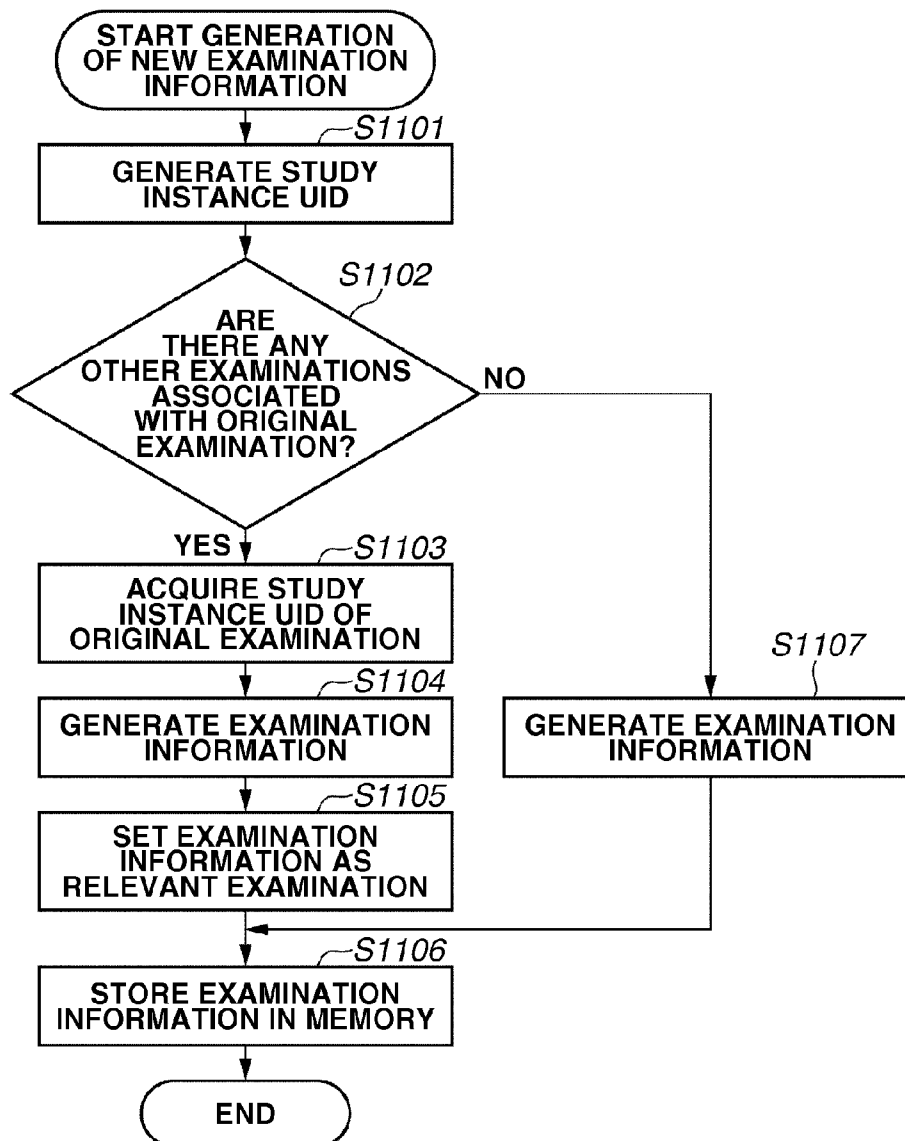 START GENERATION
OF NEW EXAMINATION
INFORMATION
S1101
GENERATE STUDY
INSTANCE UID
S1102
ARE
THERE ANY
OTHER EXAMINATIONS
ASSOCIATED
WITH ORIGINAL
EXAMINATION?
NO
YES
S1103
ACQUIRE STUDY
INSTANCE UID OF
ORIGINAL EXAMINATION
S1104
GENERATE EXAMINATION
INFORMATION
S1107
GENERATE EXAMINATION
INFORMATION
S1105
SET EXAMINATION
INFORMATION AS
RELEVANT EXAMINATION
S1106
STORE EXAMINATION
INFORMATION IN MEMORY
END